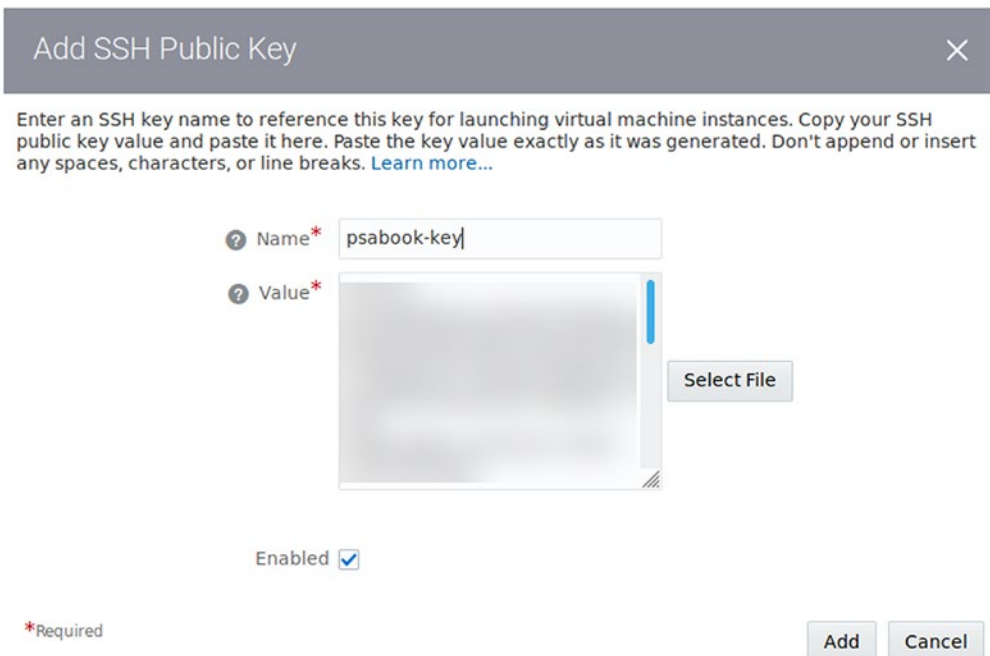 Add SSH Public Key
Enter an SSH key name to reference this key for launching virtual machine instances. Copy your SSH
public key value and paste it here. Paste the key value exactly as it was generated. Don't append or insert
any spaces, characters, or line breaks. Learn more...
? Name* psabook-key
? Value*
Select File
Enabled
*Required
Add Cancel